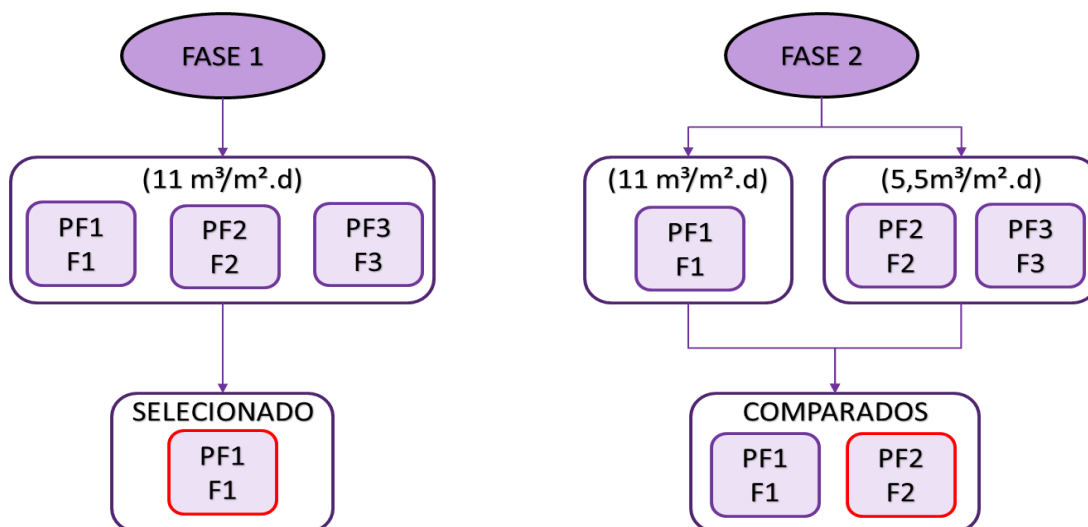 FASE 1
(11 m³/m².d)
PF1
F1
PF2
F2
PF3
F3
SELECIONADO
PF1
F1
FASE 2
(11 m³/m².d)
PF1
F1
(5,5m³/m².d)
PF2
F2
PF3
F3
COMPARADOS
PF1
F1
PF2
F2